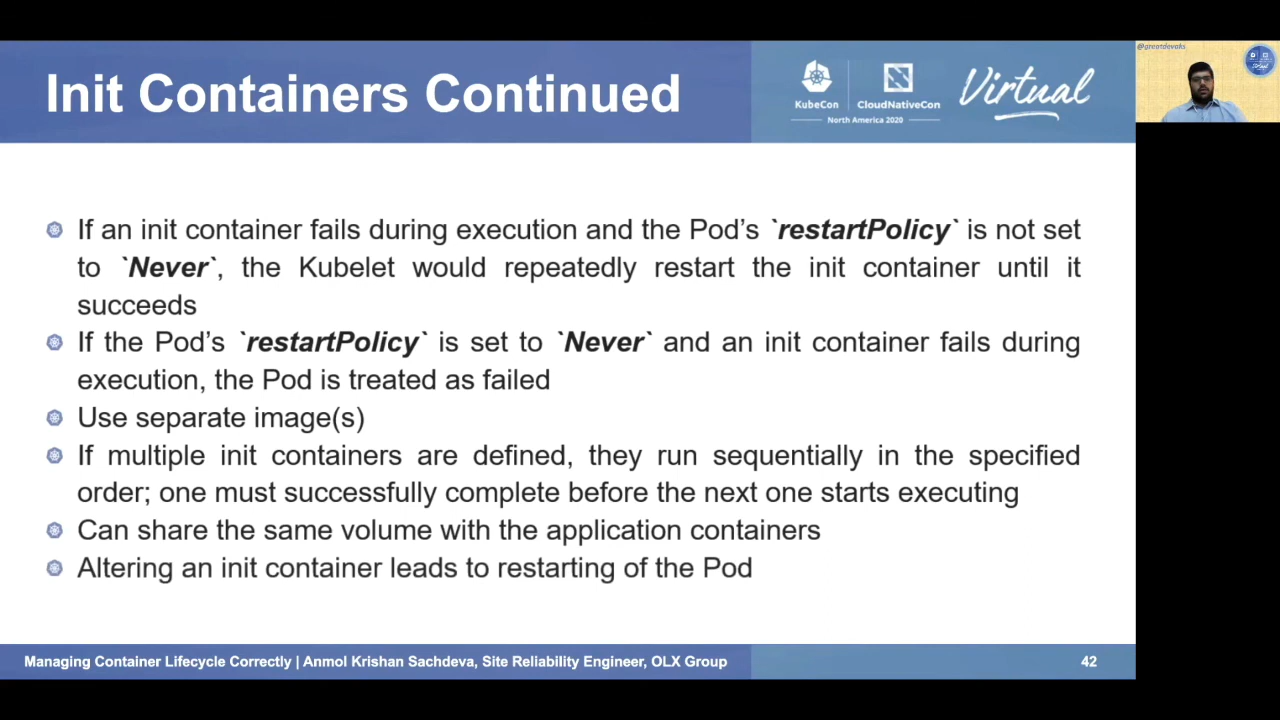 Init Containers Continued
KubeCon
CloudNativeCon
North America 2020
Virtual
@greatdevaks
If an init container fails during execution and the Pod's `restartPolicy` is not set
to `Never`, the Kubelet would repeatedly restart the init container until it
succeeds
If the Pod's `restartPolicy` is set to `Never` and an init container fails during
execution, the Pod is treated as failed
Use separate image(s)
If multiple init containers are defined, they run sequentially in the specified
order; one must successfully complete before the next one starts executing
Can share the same volume with the application containers
Altering an init container leads to restarting of the Pod
Managing Container Lifecycle Correctly | Anmol Krishan Sachdeva, Site Reliability Engineer, OLX Group
42